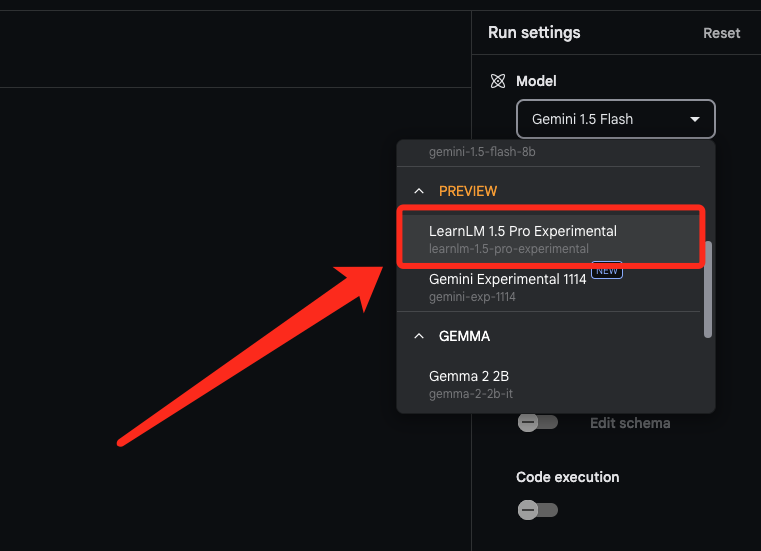 Run settings
Reset
Model
Gemini 1.5 Flash
gemini-1.5-flash-8b
PREVIEW
LearnLM 1.5 Pro Experimental
learnlm-1.5-pro-experimental
Gemini Experimental 1114 NEW
gemini-exp-1114
GEMMA
Gemma 2 2B
gemma-2-2b-it
Edit schema
Code execution